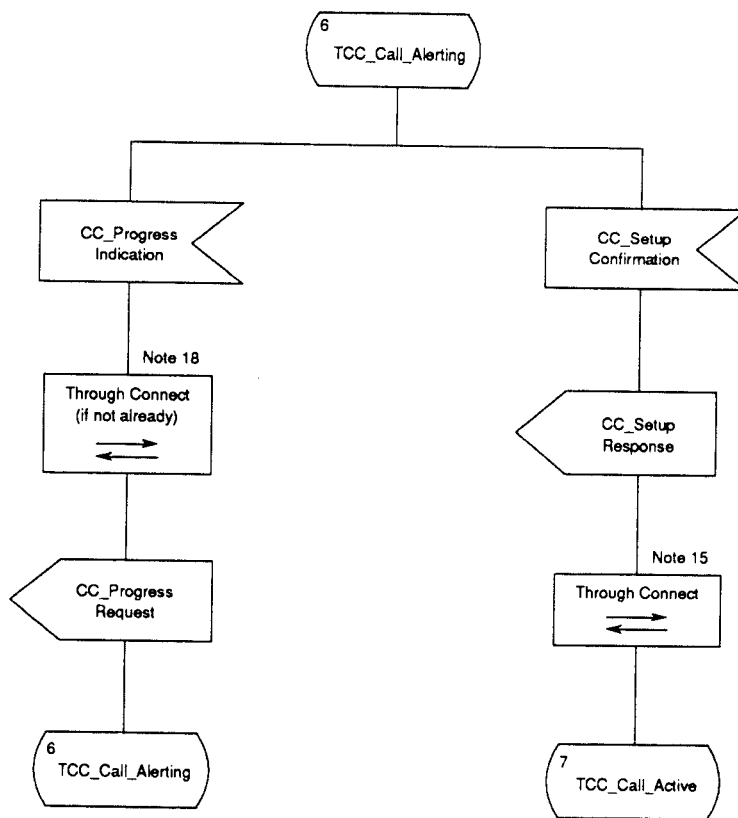 6
TCC_Call_Alerting
CC_Progress
Indication
CC_Setup
Confirmation
Note 18
Through Connect
(if not already)
CC_Setup
Response
Note 15
CC_Progress
Request
Through Connect
6
TCC_Call_Alerting
7
TCC_Call_Active